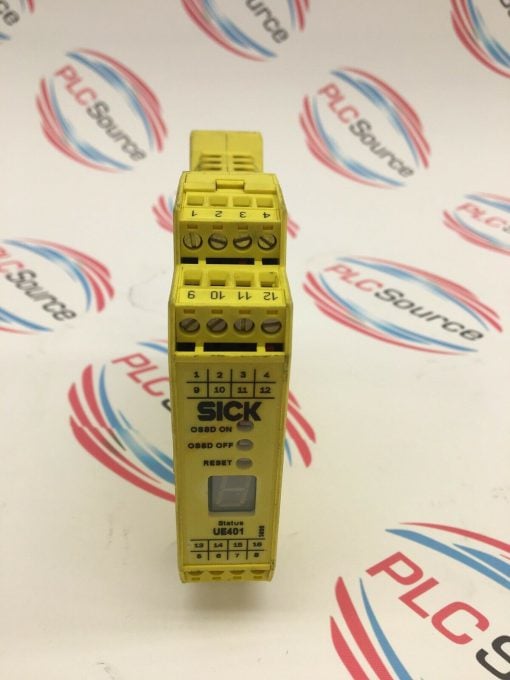 PLC Source
PLC Source
PLC Source
PLC Source
PLC Source
1 2 3 4
9 10 11 12
1 2 3 4
9 10 11 12
SICK
OSSD ON
OSSD OFF
RESET
Status
UE401
13 14 15 16
5 6 7 8